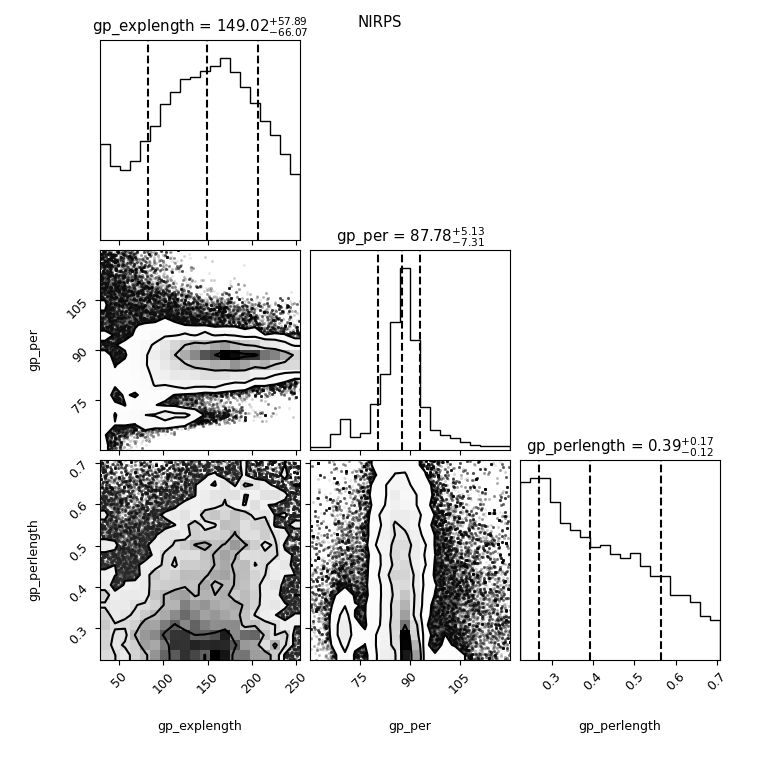 NIRPS
gp_explength = 149.02^{+57.89}_{-66.07}
gp_per = 87.78^{+5.13}_{-7.31}
gp_per
105
90
75
gp_perlength = 0.39^{+0.17}_{-0.12}
gp_perlength
0.7
0.6
0.5
0.4
0.3
50 100 150 200 250
75 90 105
0.3 0.4 0.5 0.6 0.7
gp_explength
gp_per
gp_perlength